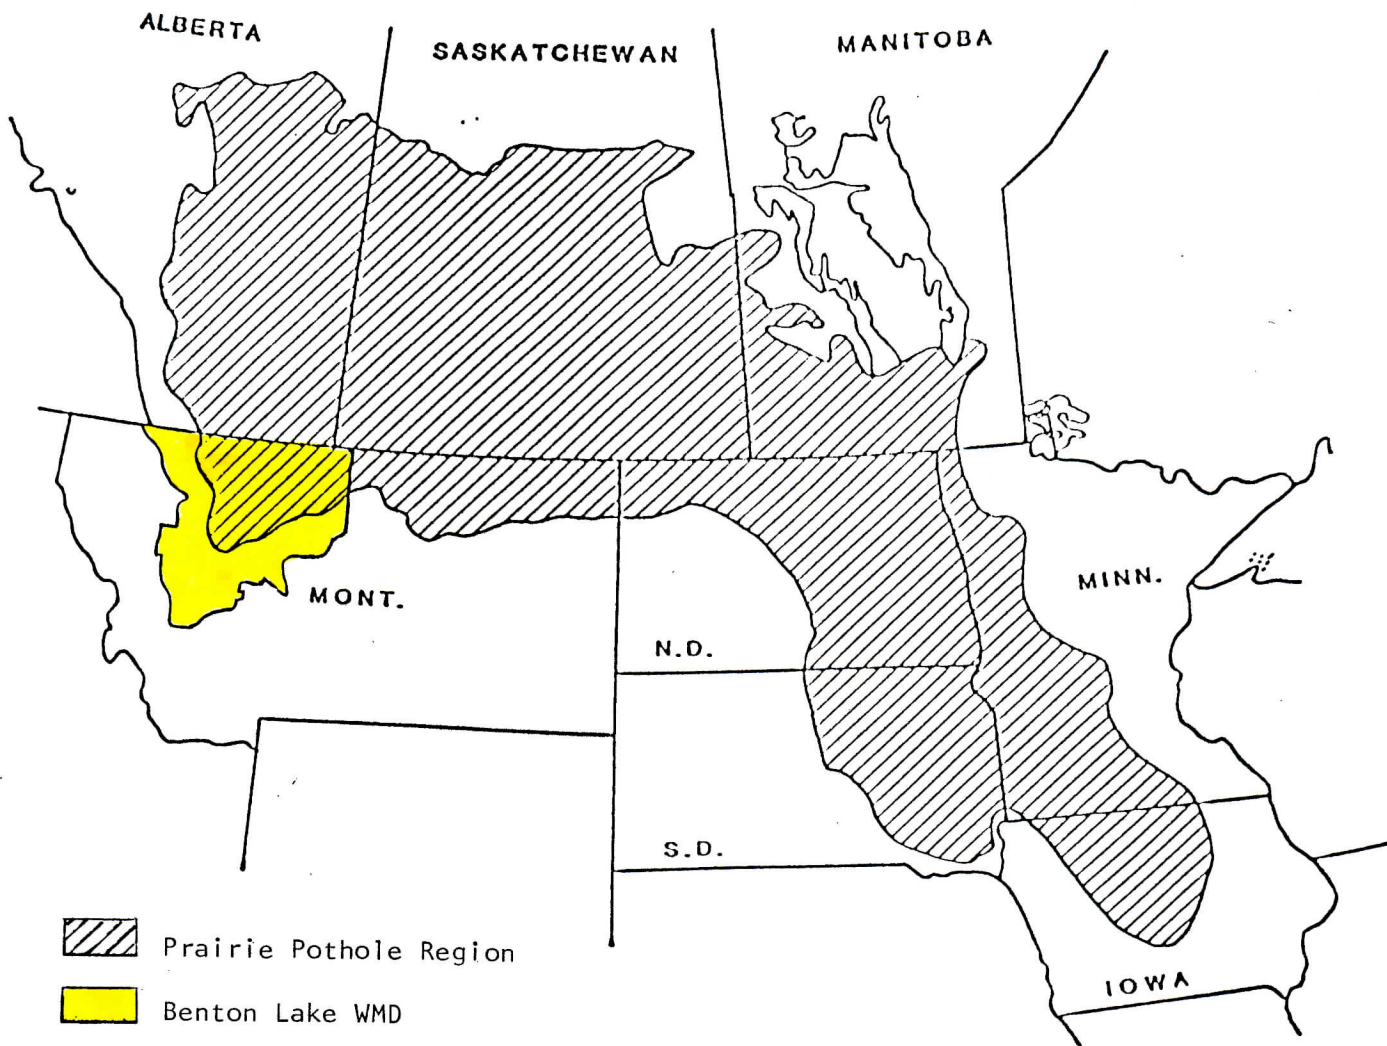 ALBERTA
SASKATCHEWAN
MANITOBA
MONT.
MINN.
N.D.
S.D.
IOWA
Prairie Pothole Region
Benton Lake WMD